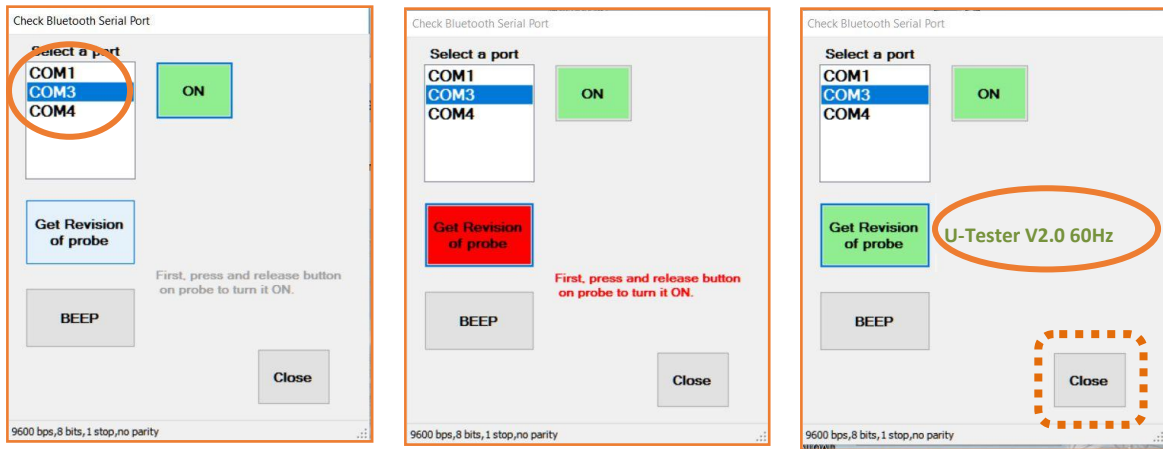 Check Bluetooth Serial Port
Select a port
COM1
COM3
COM4
ON
Get Revision
of probe
First, press and release button
on probe to turn it ON.
BEEP
Close
9600 bps,8 bits,1 stop,no parity
Check Bluetooth Serial Port
Select a port
COM1
COM3
COM4
ON
Get Revision
of probe
First, press and release button
on probe to turn it ON.
BEEP
Close
9600 bps,8 bits,1 stop,no parity
Check Bluetooth Serial Port
Select a port
COM1
COM3
COM4
ON
Get Revision
of probe
U-Tester V2.0 60Hz
BEEP
Close
9600 bps,8 bits,1 stop,no parity